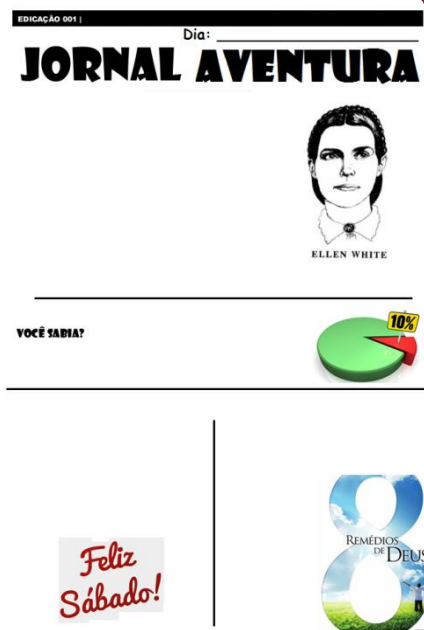 EDICAÇÃO 001 |
Dia:
JORNAL AVENTURA
ELLEN WHITE
VOCÊ SABIA?
10%
Feliz
Sábado!
8
REMÉDIOS
DE DEUS